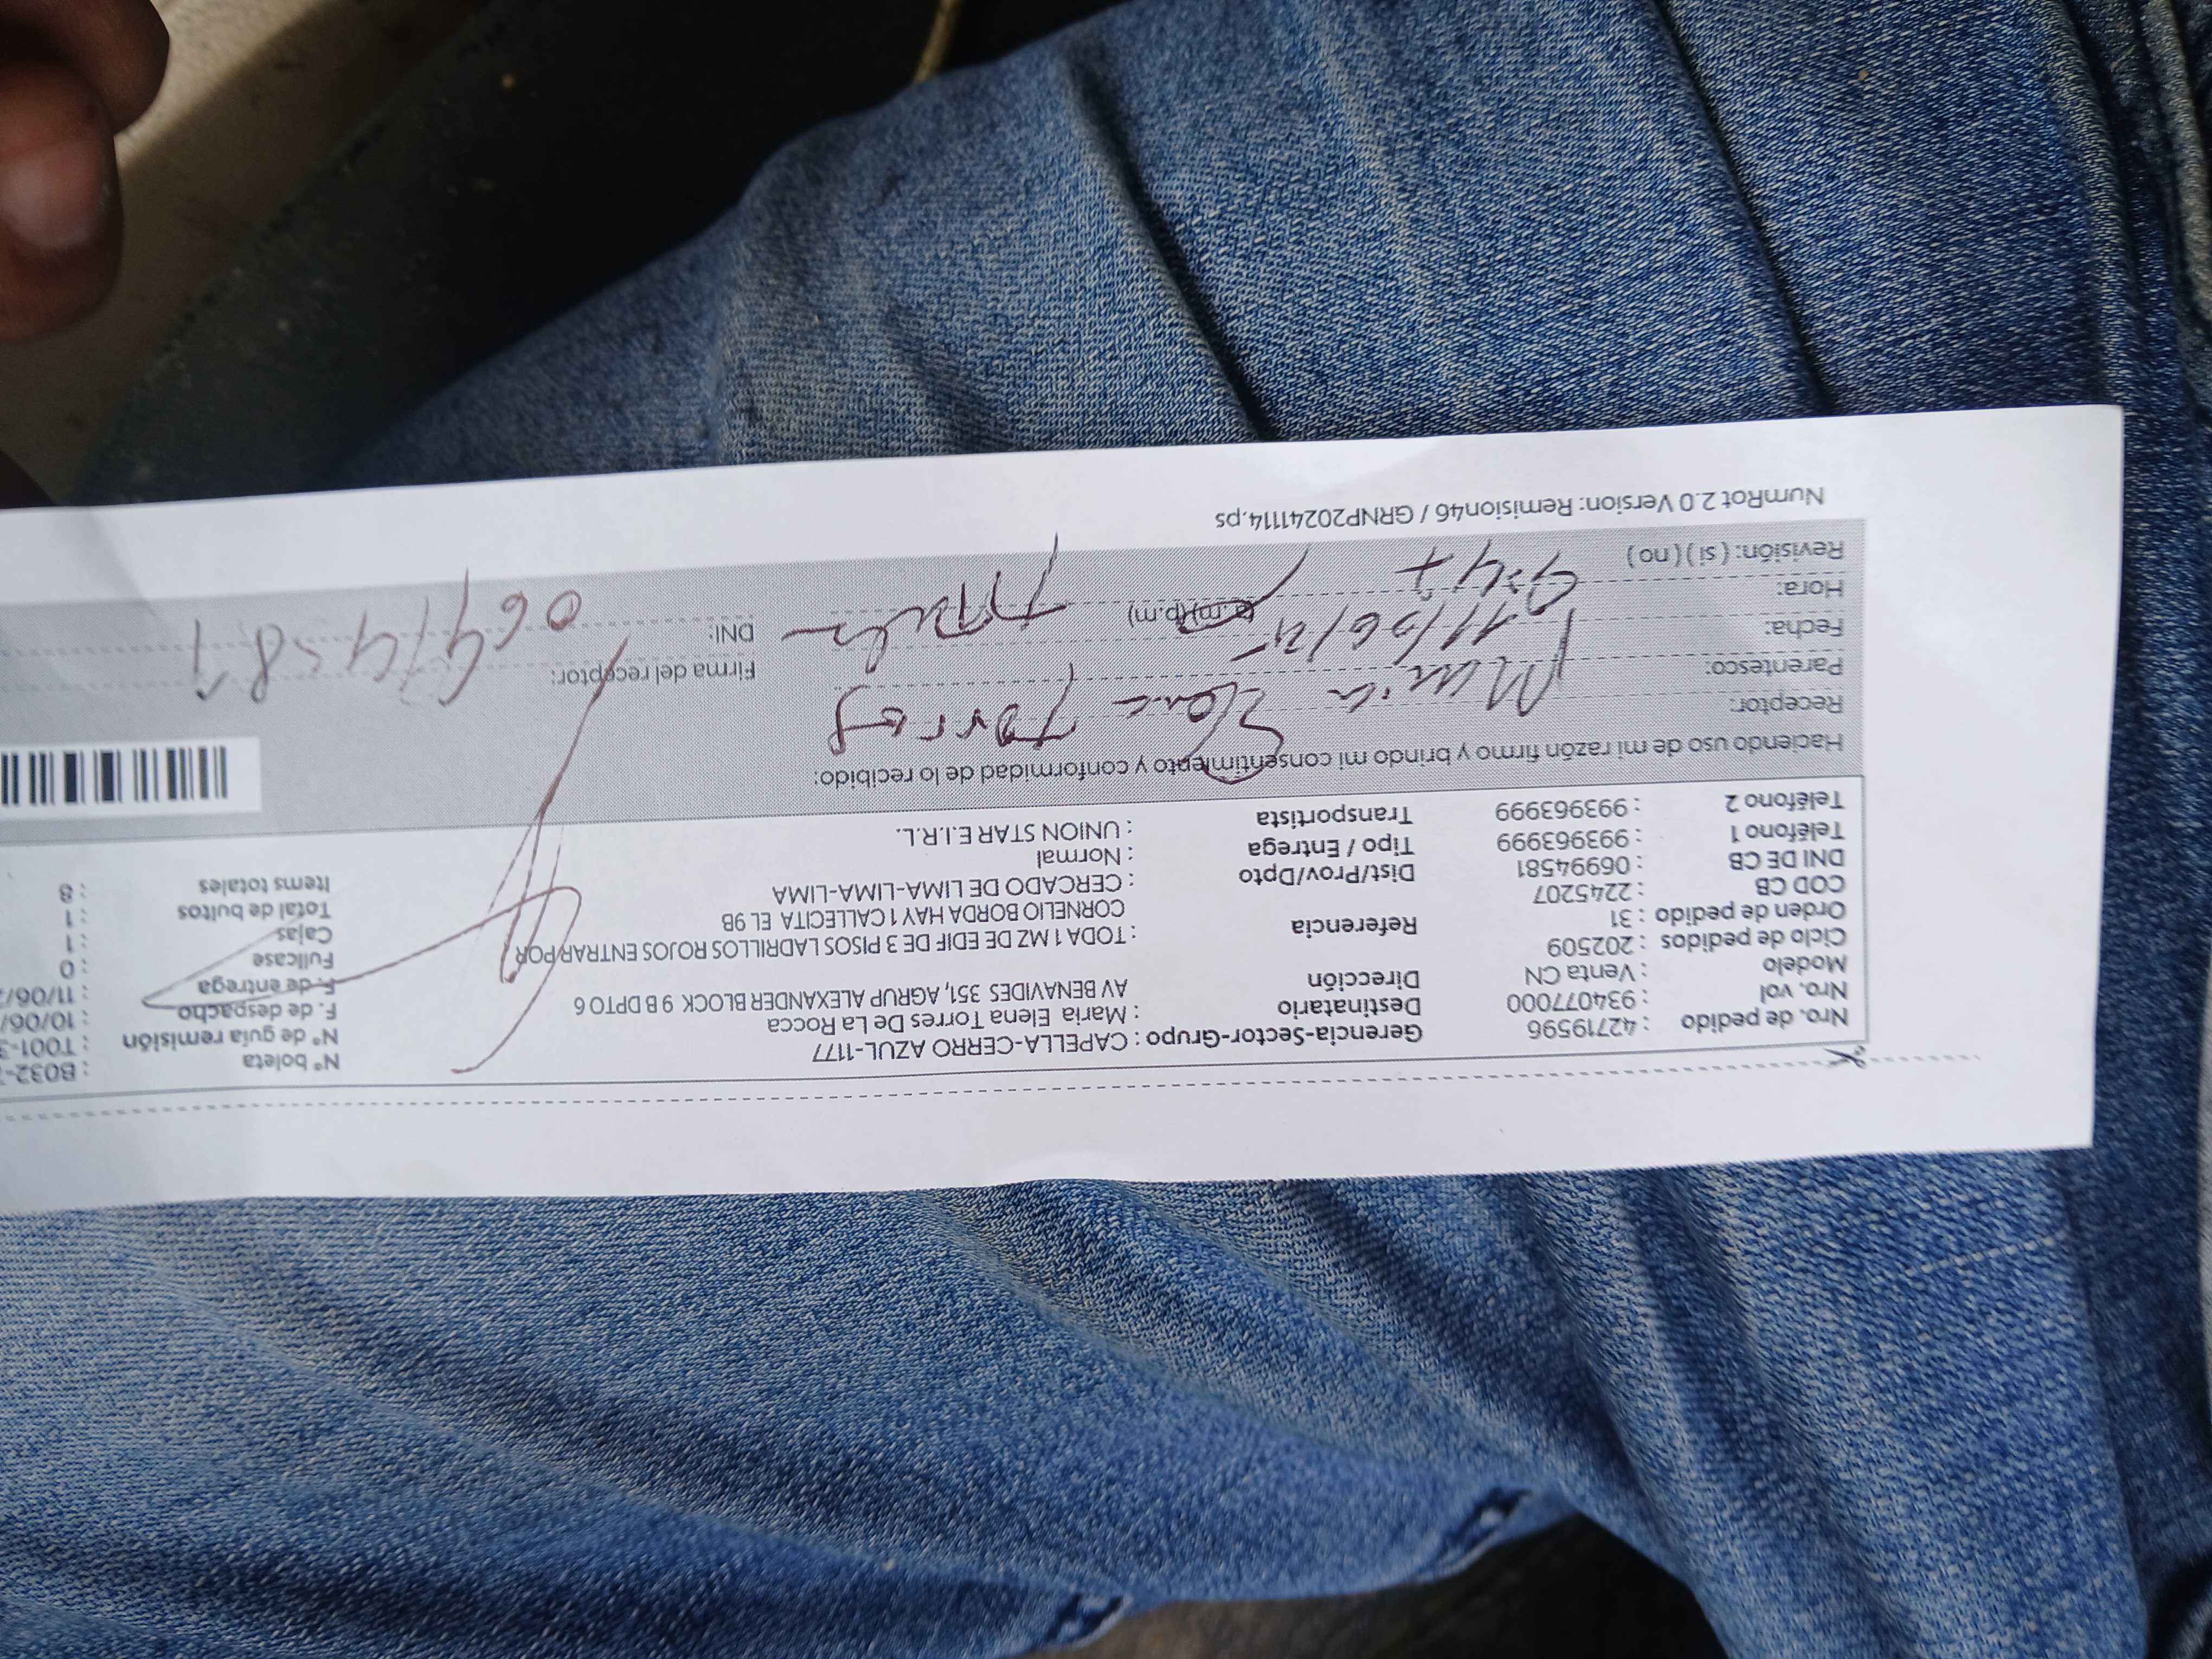 Nro. de pedido : 42719596
Nro. vol : 934077000
Modelo : Venta CN
Ciclo de pedidos : 202509
Orden de pedido : 31
COD CB : 2245207
DNI DE CB : 06994581
Teléfono 1 : 993963999
Teléfono 2 : 993963999
Gerencia-Sector-Grupo : CAPELLA-CERRO AZUL-1177
Destinatario : Maria Elena Torres De La Rocca
Dirección AV BENAVIDES 351, AGRUP ALEXANDER BLOCK 9 B DPTO 6
Referencia : TODA 1 MZ DE EDIF DE 3 PISOS LADRILLOS ROJOS ENTRAR POR
CORNELIO BORDA HAY 1 CALLECITA EL 9B
Dist/Prov/Dpto : CERCADO DE LIMA-LIMA-LIMA
Tipo / Entrega : Normal
Transportista : UNION STAR E.I.R.L.
N° boleta : B032-
N° de guía remisión : T001-
F. de despacho : 10/06/
F. de entrega : 11/06/
Fullcase : 0
Cajas : 1
Total de bultos : 1
Items totales : 8
Haciendo uso de mi razón firmo y brindo mi consentimiento y conformidad de lo recibido:
Receptor: Maria Elena Torres
Parentesco:
Fecha: 11/06/25
Hora: 9:47 (a.m)(p.m)
Revisión: ( si ) ( no )
Firma del receptor:
DNI:
NumRot 2.0 Version: Remision46 / GRNP20241114.ps